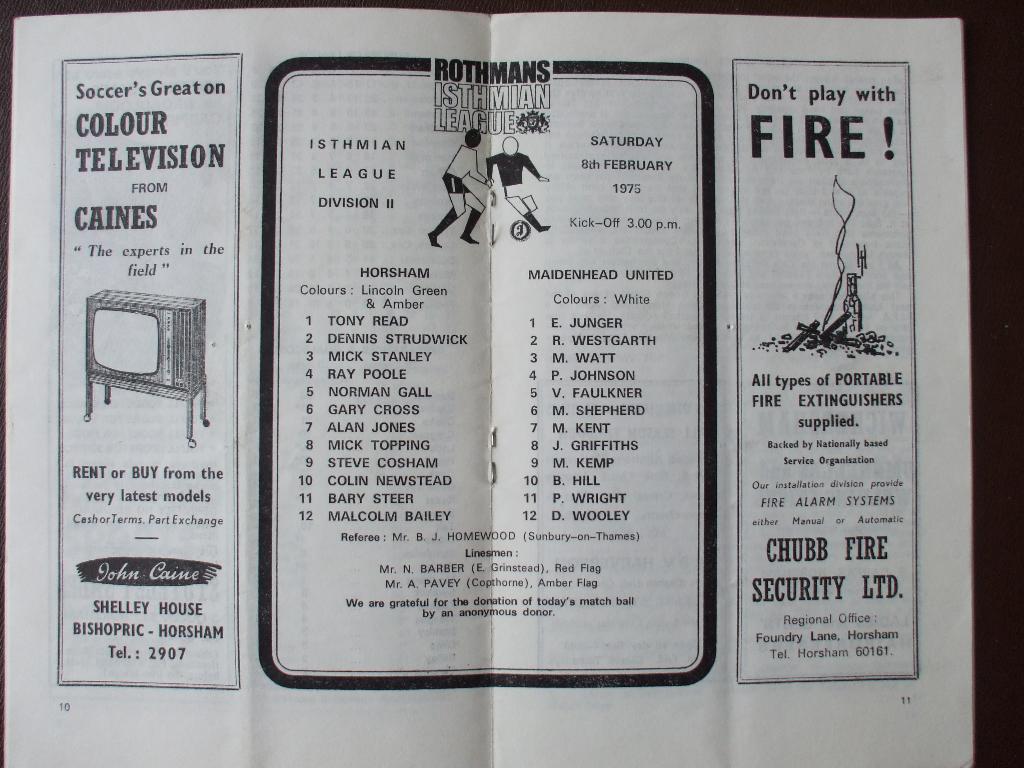 Soccer's Great on
COLOUR
TELEVISION
FROM
CAINES
" The experts in the
field "
RENT or BUY from the
very latest models
Cash or Terms. Part Exchange
John Caine
SHELLEY HOUSE
BISHOPRIC - HORSHAM
Tel.: 2907
10
ROTHMANS
ISTHMIAN
LEAGUE
ISTHMIAN
LEAGUE
DIVISION II
SATURDAY
8th FEBRUARY
1975
Kick-Off 3.00 p.m.
HORSHAM
Colours : Lincoln Green
& Amber
1 TONY READ
2 DENNIS STRUDWICK
3 MICK STANLEY
4 RAY POOLE
5 NORMAN GALL
6 GARY CROSS
7 ALAN JONES
8 MICK TOPPING
9 STEVE COSHAM
10 COLIN NEWSTEAD
11 BARY STEER
12 MALCOLM BAILEY
MAIDENHEAD UNITED
Colours : White
1 E. JUNGER
2 R. WESTGARTH
3 M. WATT
4 P. JOHNSON
5 V. FAULKNER
6 M. SHEPHERD
7 M. KENT
8 J. GRIFFITHS
9 M. KEMP
10 B. HILL
11 P. WRIGHT
12 D. WOOLEY
Referee : Mr. B. J. HOMEWOOD (Sunbury-on-Thames)
Linesmen :
Mr. N. BARBER (E. Grinstead), Red Flag
Mr. A. PAVEY (Copthorne), Amber Flag
We are grateful for the donation of today's match ball
by an anonymous donor.
Don't play with
FIRE !
All types of PORTABLE
FIRE EXTINGUISHERS
supplied.
Backed by Nationally based
Service Organisation
Our installation division provide
FIRE ALARM SYSTEMS
either Manual or Automatic
CHUBB FIRE
SECURITY LTD.
Regional Office :
Foundry Lane, Horsham
Tel. Horsham 60161.
11